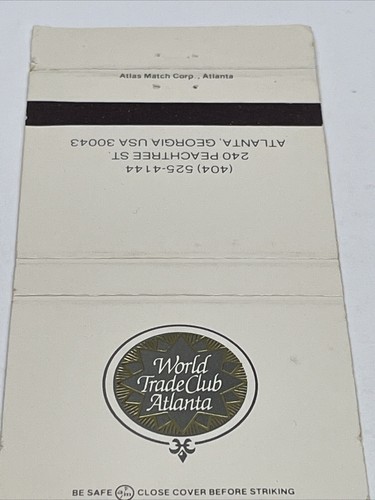 Atlas Match Corp., Atlanta
(404) 525-4144
240 PEACHTREE ST.
ATLANTA, GEORGIA USA 30043
World
Trade Club
Atlanta
BE SAFE CLOSE COVER BEFORE STRIKING